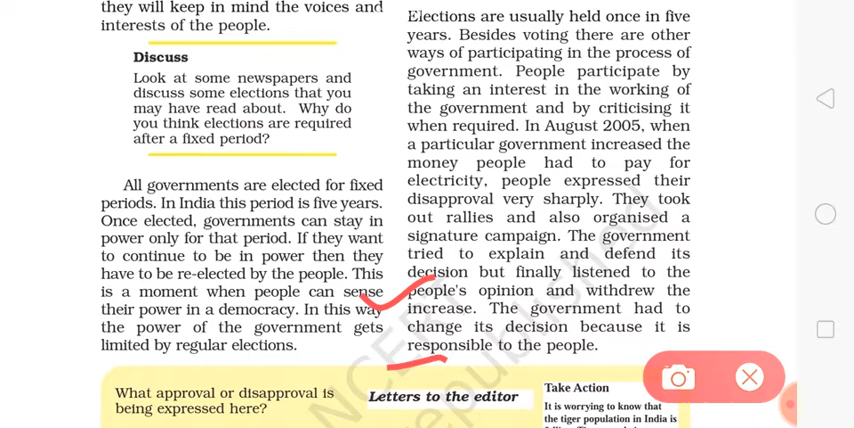 they will keep in mind the voices and
interests of the people.
Discuss
Look at some newspapers and
discuss some elections that you
may have read about. Why do
you think elections are required
after a fixed period?
All governments are elected for fixed
periods. In India this period is five years.
Once elected, governments can stay in
power only for that period. If they want
to continue to be in power then they
have to be re-elected by the people. This
is a moment when people can sense
their power in a democracy. In this way
the power of the government gets
limited by regular elections.
Elections are usually held once in five
years. Besides voting there are other
ways of participating in the process of
government. People participate by
taking an interest in the working of
the government and by criticising it
when required. In August 2005, when
a particular government increased the
money people had to pay for
electricity, people expressed their
disapproval very sharply. They took
out rallies and also organised a
signature campaign. The government
tried to explain and defend its
decision but finally listened to the
people's opinion and withdrew the
increase. The government had to
change its decision because it is
responsible to the people.
What approval or disapproval is
being expressed here?
Letters to the editor
Take Action
It is worrying to know that
the tiger population in India is
NCERT
republished